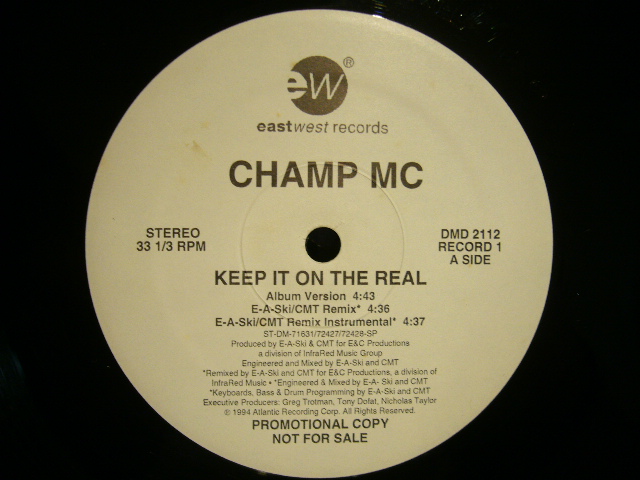 ew®
eastwest records
CHAMP MC
STEREO
33 1/3 RPM
DMD 2112
RECORD 1
A SIDE
KEEP IT ON THE REAL
Album Version 4:43
E-A-Ski/CMT Remix* 4:36
E-A-Ski/CMT Remix Instrumental* 4:37
ST-DM-71631/72427/72428-SP
Produced by E-A-Ski & CMT for E&C Productions
a division of InfraRed Music Group
Engineered and Mixed by E-A-Ski and CMT
*Remixed by E-A-Ski and CMT for E&C Productions, a division of
InfraRed Music • *Engineered & Mixed by E-A- Ski and CMT
*Keyboards, Bass & Drum Programming by E-A-Ski and CMT
Executive Producers: Greg Trotman, Tony Dofat, Nicholas Taylor
© 1994 Atlantic Recording Corp. All Rights Reserved.
PROMOTIONAL COPY
NOT FOR SALE